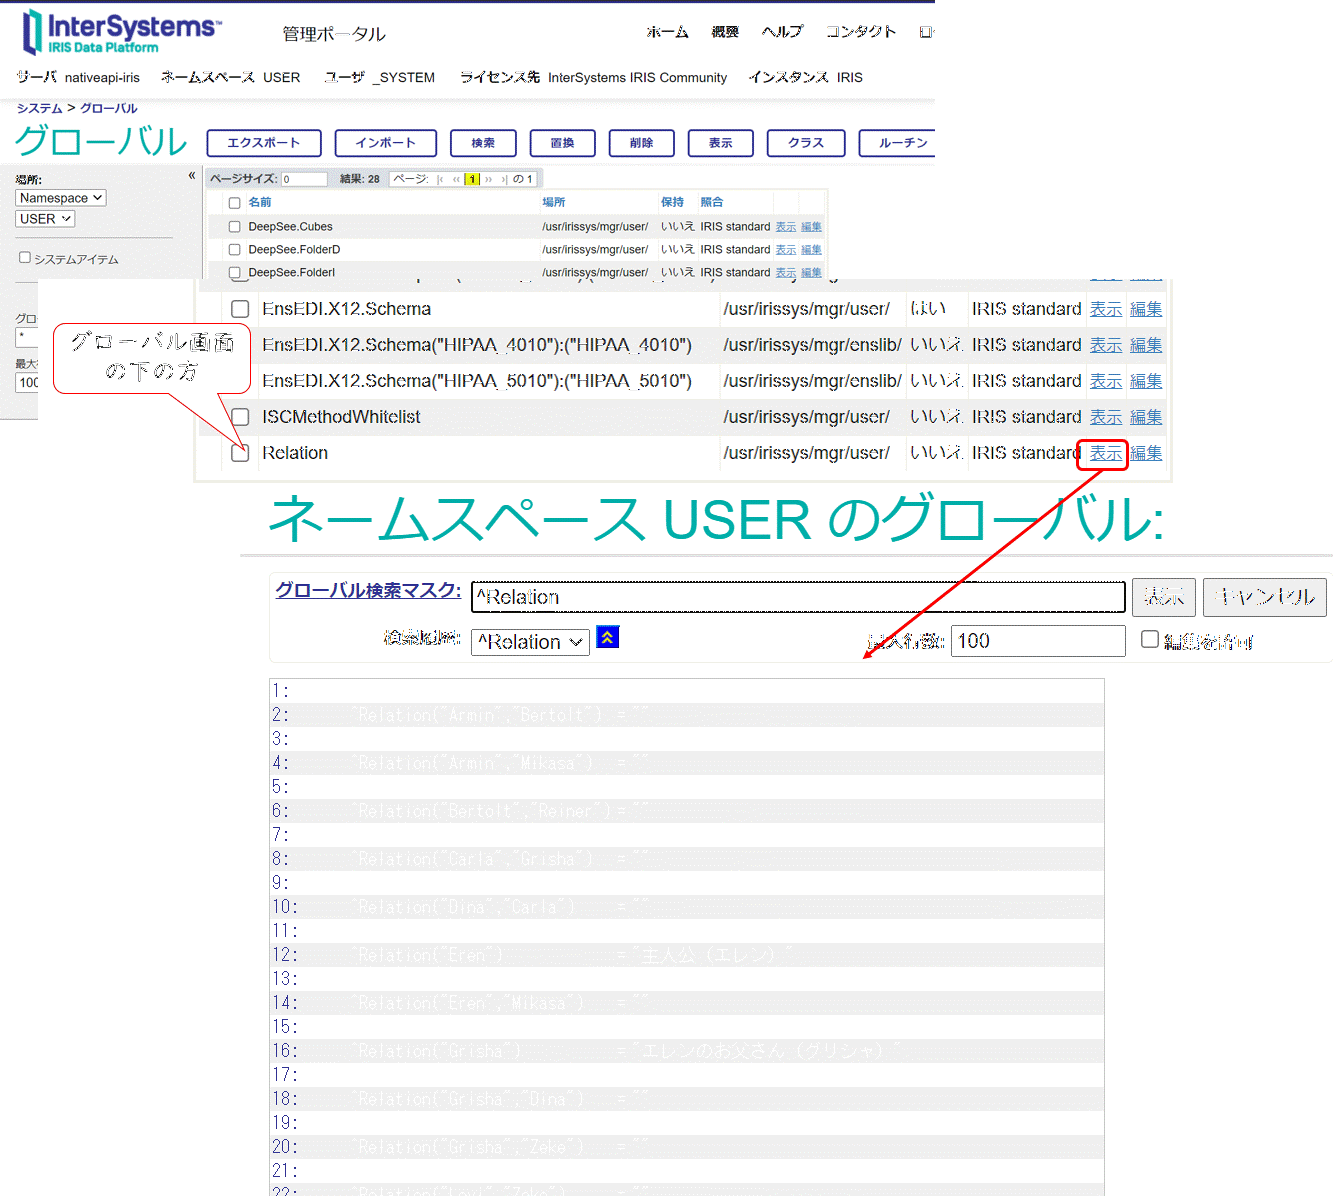 InterSystems™
IRIS Data Platform
管理ポータル
ホーム 概要 ヘルプ コンタクト
サーバ nativeapi-iris ネームスペース USER ユーザ _SYSTEM ライセンス先 InterSystems IRIS Community インスタンス IRIS
システム > グローバル
グローバル
エクスポート インポート 検索 置換 削除 表示 クラス ルーチン
場所:
«
Namespace
USER
システムアイテム
グロー
*
最大
100
ページサイズ: 0 結果: 28 ページ: |‹ ‹‹ 1 ›› ›| の 1
名前 場所 保持 照合
DeepSee.Cubes /usr/irissys/mgr/user/ いいえ IRIS standard 表示 編集
DeepSee.FolderD /usr/irissys/mgr/user/ いいえ IRIS standard 表示 編集
DeepSee.FolderI /usr/irissys/mgr/user/ いいえ IRIS standard 表示 編集
EnsEDI.X12.Schema /usr/irissys/mgr/user/ はい IRIS standard 表示 編集
EnsEDI.X12.Schema("HIPAA_4010"):("HIPAA_4010") /usr/irissys/mgr/enslib/ いいえ IRIS standard 表示 編集
EnsEDI.X12.Schema("HIPAA_5010"):("HIPAA_5010") /usr/irissys/mgr/enslib/ いいえ IRIS standard 表示 編集
ISCMethodWhitelist /usr/irissys/mgr/user/ いいえ IRIS standard 表示 編集
Relation /usr/irissys/mgr/user/ いいえ IRIS standard 表示 編集
グローバル画面
の下の方
ネームスペース USER のグローバル:
グローバル検索マスク: ^Relation 表示 キャンセル
検索履歴: ^Relation 最大行数: 100 編集を許可
1:
2: ^Relation("Armin","Bertolt") = ""
3:
4: ^Relation("Armin","Mikasa") = ""
5:
6: ^Relation("Bertolt","Reiner") = ""
7:
8: ^Relation("Carla","Grisha") = ""
9:
10: ^Relation("Dina","Carla") = ""
11:
12: ^Relation("Eren") = "主人公（エレン）"
13:
14: ^Relation("Eren","Mikasa") = ""
15:
16: ^Relation("Grisha") = "エレンのお父さん（グリシャ）"
17:
18: ^Relation("Grisha","Dina") = ""
19:
20: ^Relation("Grisha","Zeke") = ""
21:
22: ^Relation("Levi","Zeke") = ""